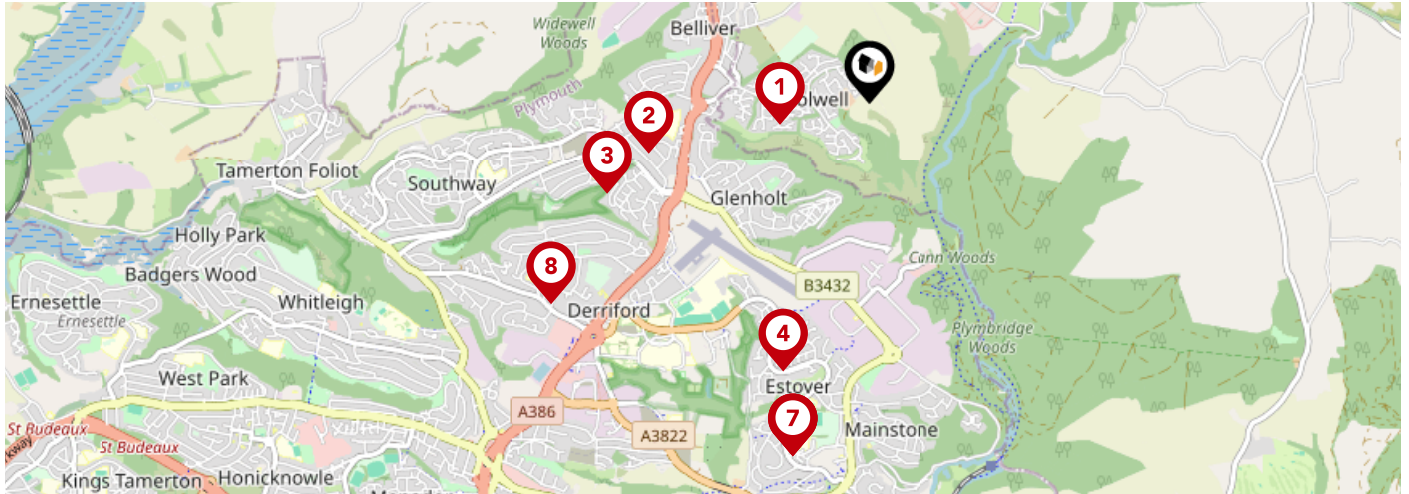 Widewell
Woods
Belliver
1
olwell
Plymouth
2
3
Tamerton Foliot
Southway
Glenholt
Holly Park
Badgers Wood
8
Cann Woods
B3432
Ernesettle
Ernesettle
Whitleigh
Derriford
4
Plymbridge
Woods
West Park
Estover
A386
7
St Budeaux
A3822
Mainstone
kway
St Budeaux
Kings Tamerton
Honicknowle